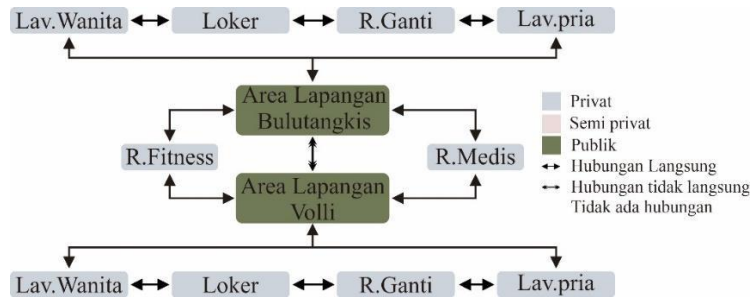 Lav.Wanita Loker R.Ganti Lav.pria
Area Lapangan
Bulutangkis
R.Fitness R.Medis
Area Lapangan
Volli
Lav.Wanita Loker R.Ganti Lav.pria
Privat
Semi privat
Publik
Hubungan Langsung
Hubungan tidak langsung
Tidak ada hubungan